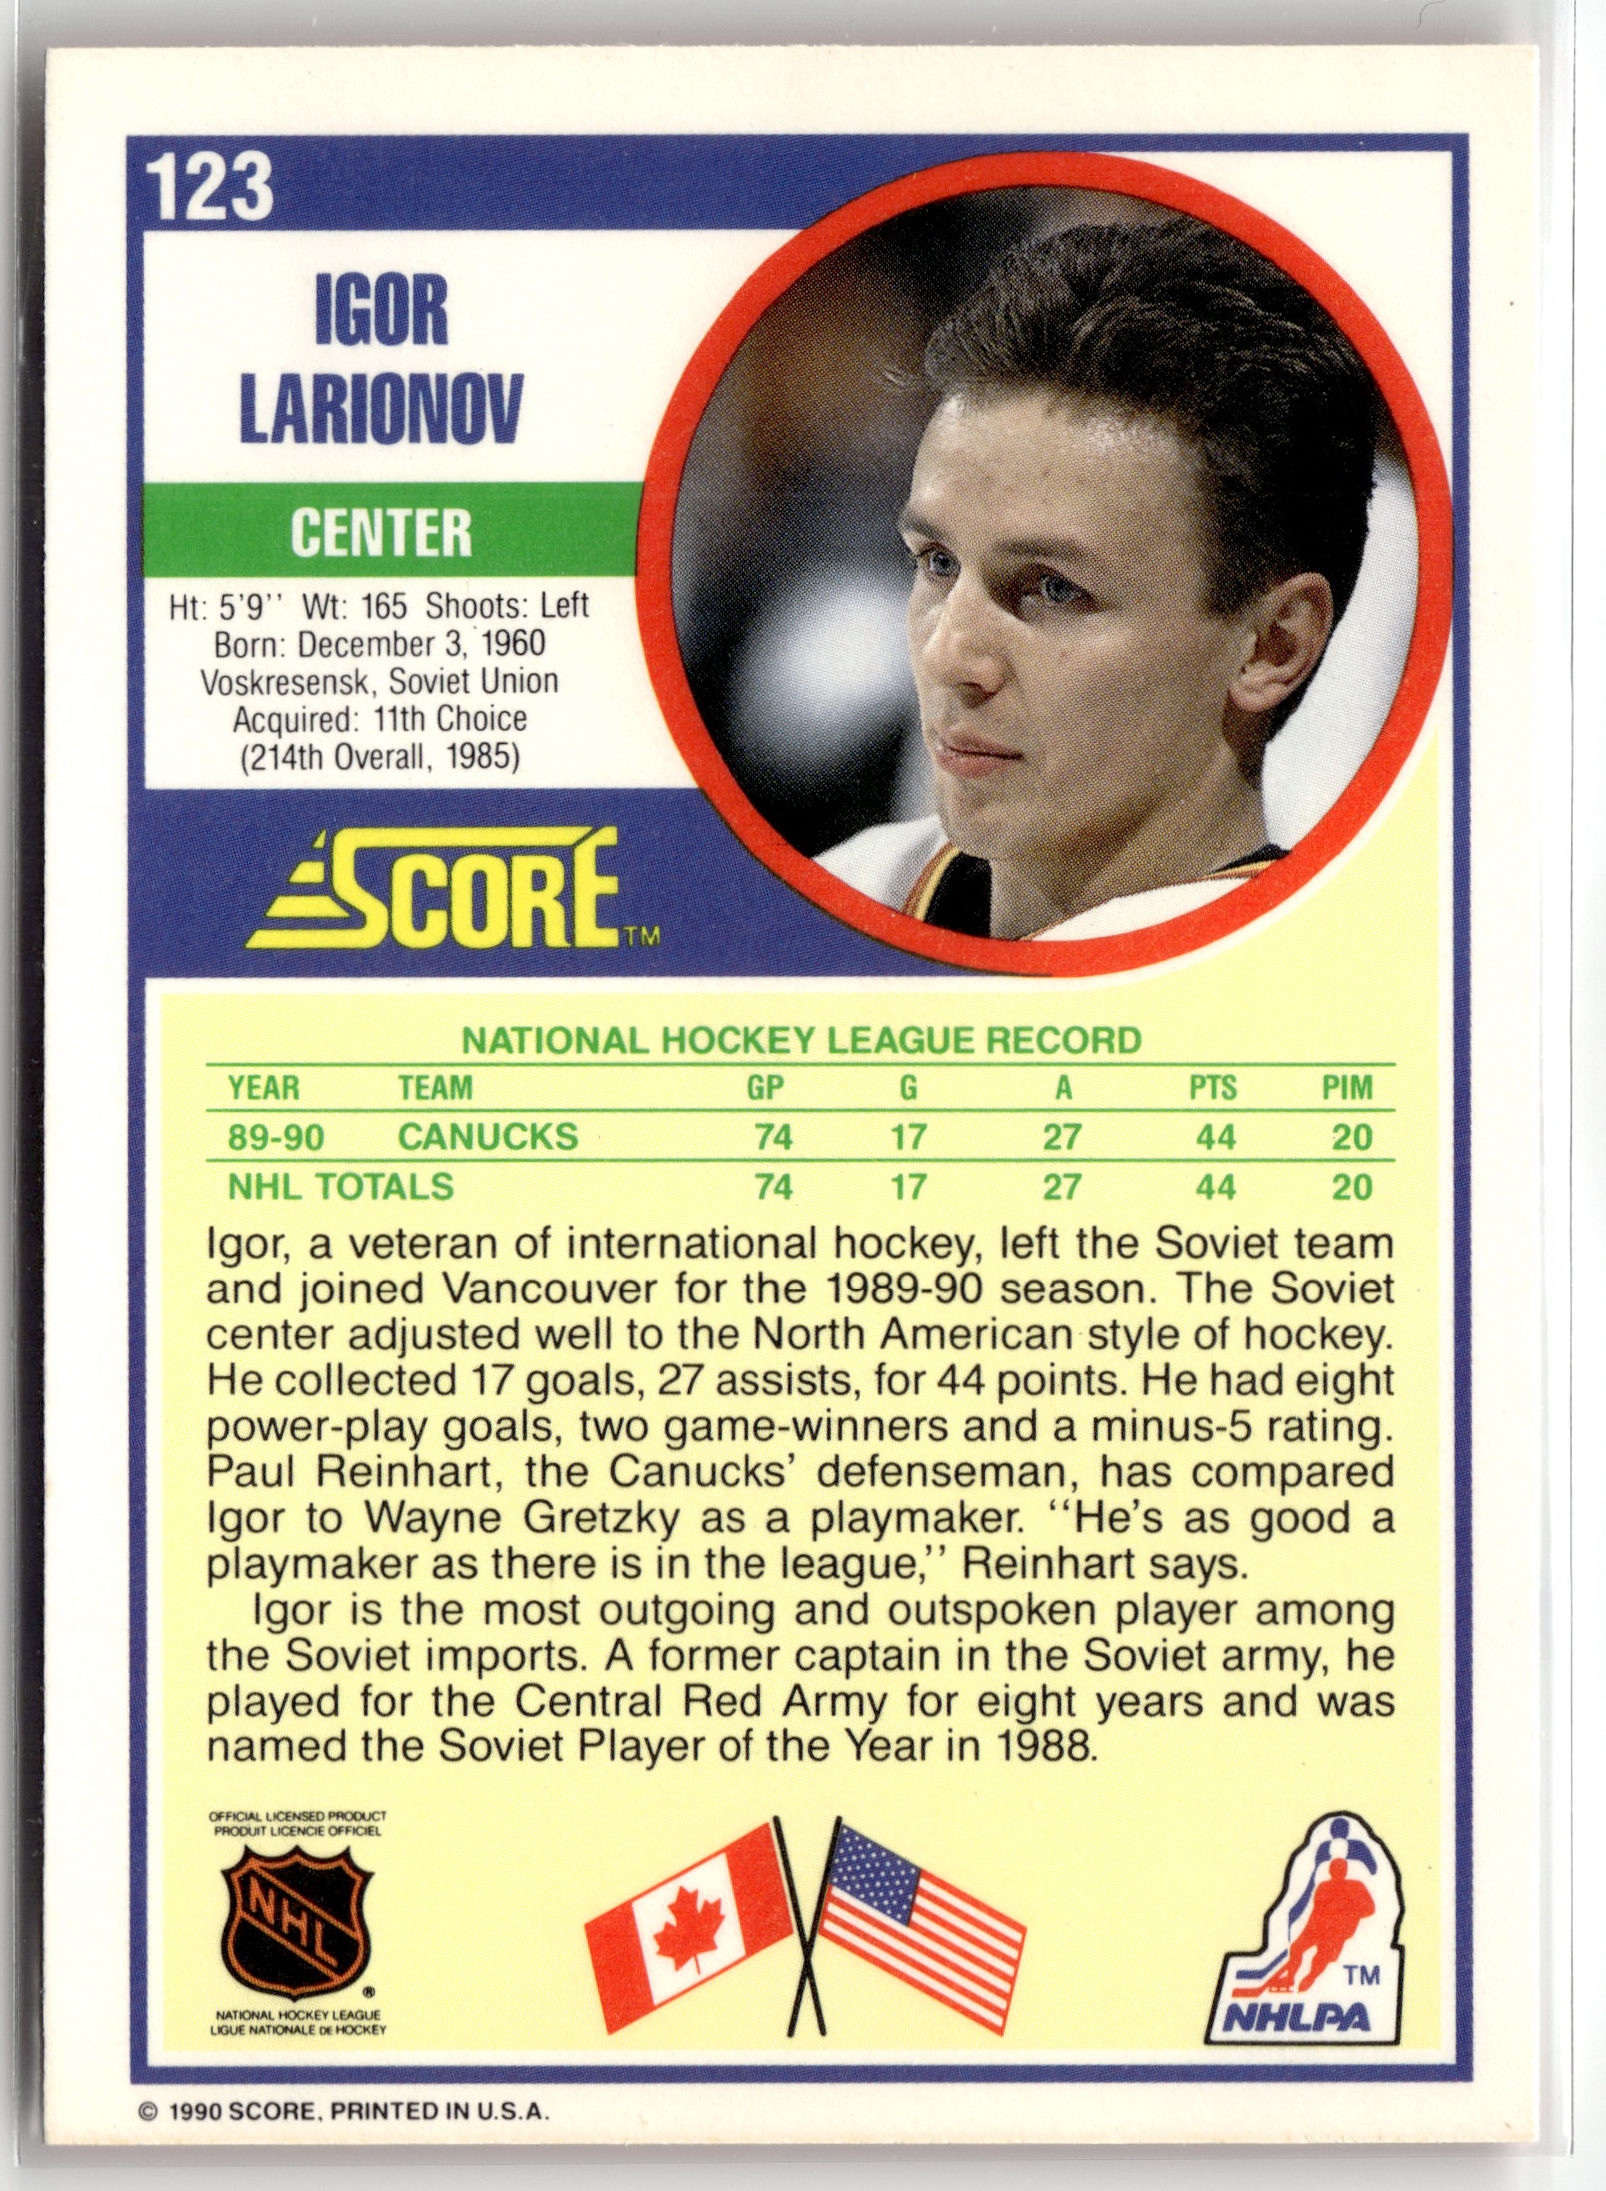 123
IGOR
LARIONOV
CENTER
Ht: 5'9'' Wt: 165 Shoots: Left
Born: December 3, 1960
Voskresensk, Soviet Union
Acquired: 11th Choice
(214th Overall, 1985)
SCORE TM
NATIONAL HOCKEY LEAGUE RECORD
YEAR TEAM GP G A PTS PIM
89-90 CANUCKS 74 17 27 44 20
NHL TOTALS 74 17 27 44 20
Igor, a veteran of international hockey, left the Soviet team
and joined Vancouver for the 1989-90 season. The Soviet
center adjusted well to the North American style of hockey.
He collected 17 goals, 27 assists, for 44 points. He had eight
power-play goals, two game-winners and a minus-5 rating.
Paul Reinhart, the Canucks' defenseman, has compared
Igor to Wayne Gretzky as a playmaker. ''He's as good a
playmaker as there is in the league,'' Reinhart says.
Igor is the most outgoing and outspoken player among
the Soviet imports. A former captain in the Soviet army, he
played for the Central Red Army for eight years and was
named the Soviet Player of the Year in 1988.
OFFICIAL LICENSED PRODUCT
PRODUIT LICENCIE OFFICIEL
NHL
®
NATIONAL HOCKEY LEAGUE
LIGUE NATIONALE DE HOCKEY
TM
NHLPA
© 1990 SCORE, PRINTED IN U.S.A.